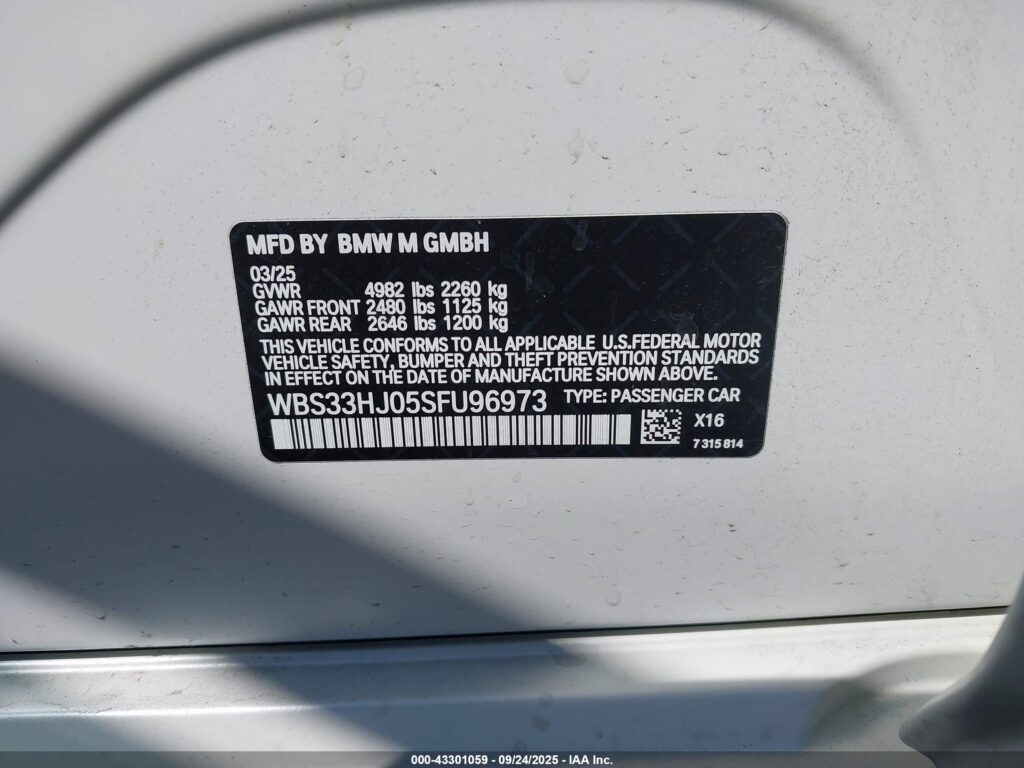 MFD BY BMW M GMBH
03/25
GVWR 4982 lbs 2260 kg
GAWR FRONT 2480 lbs 1125 kg
GAWR REAR 2646 lbs 1200 kg
THIS VEHICLE CONFORMS TO ALL APPLICABLE U.S.FEDERAL MOTOR
VEHICLE SAFETY, BUMPER AND THEFT PREVENTION STANDARDS
IN EFFECT ON THE DATE OF MANUFACTURE SHOWN ABOVE.
WBS33HJ05SFU96973 TYPE: PASSENGER CAR
X16
7 315 814
000-43301059 - 09/24/2025 - IAA Inc.